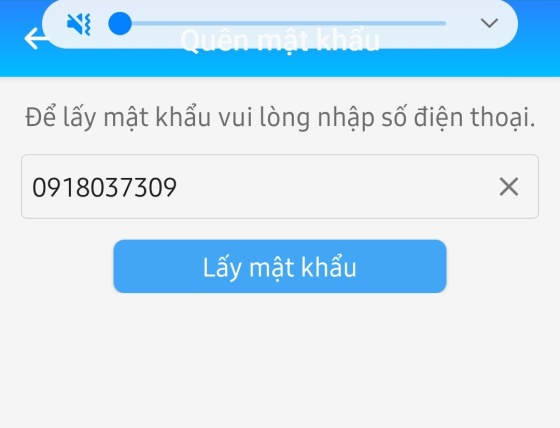 Quên mật khẩu
Để lấy mật khẩu vui lòng nhập số điện thoại.
0918037309
Lấy mật khẩu